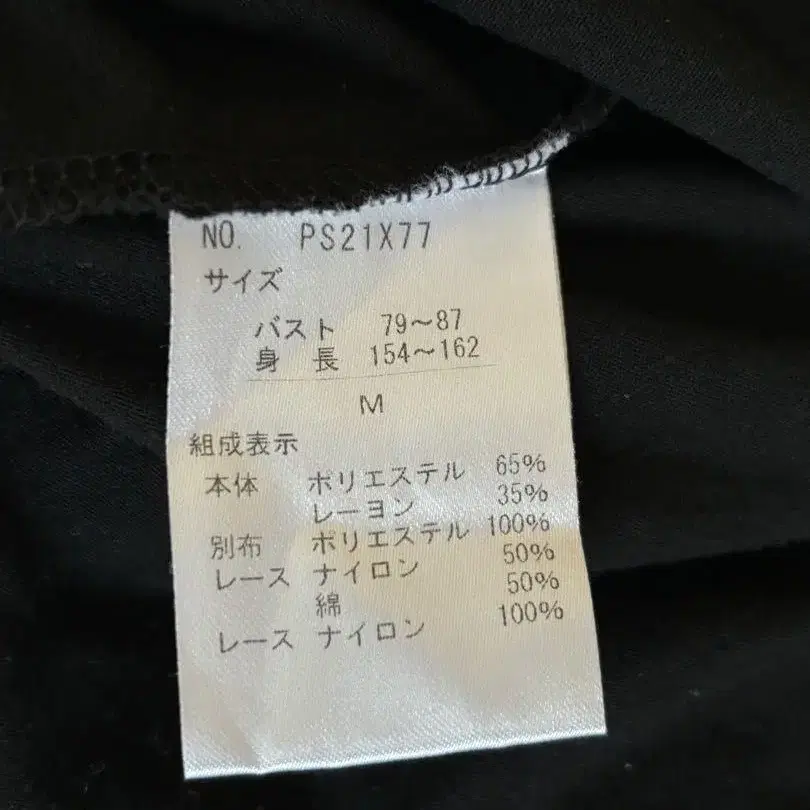 NO. PS21X77
サイズ
バスト 79～87
身長 154～162
M
組成表示
本体 ポリエステル 65%
レーヨン 35%
別布 ポリエステル 100%
レース ナイロン 50%
綿 50%
レース ナイロン 100%